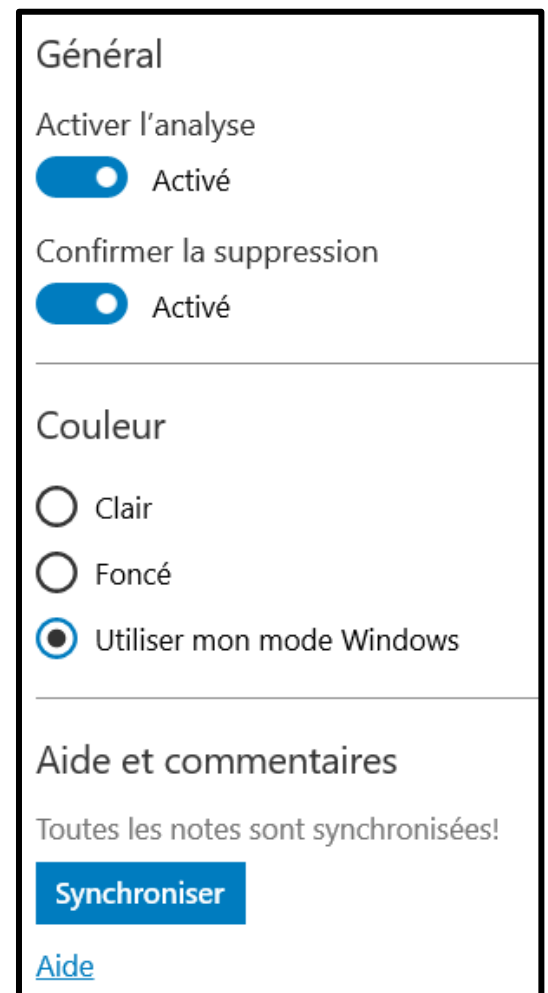 Général
Activer l’analyse
Activé
Confirmer la suppression
Activé
Couleur
Clair
Foncé
Utiliser mon mode Windows
Aide et commentaires
Toutes les notes sont synchronisées!
Synchroniser
Aide